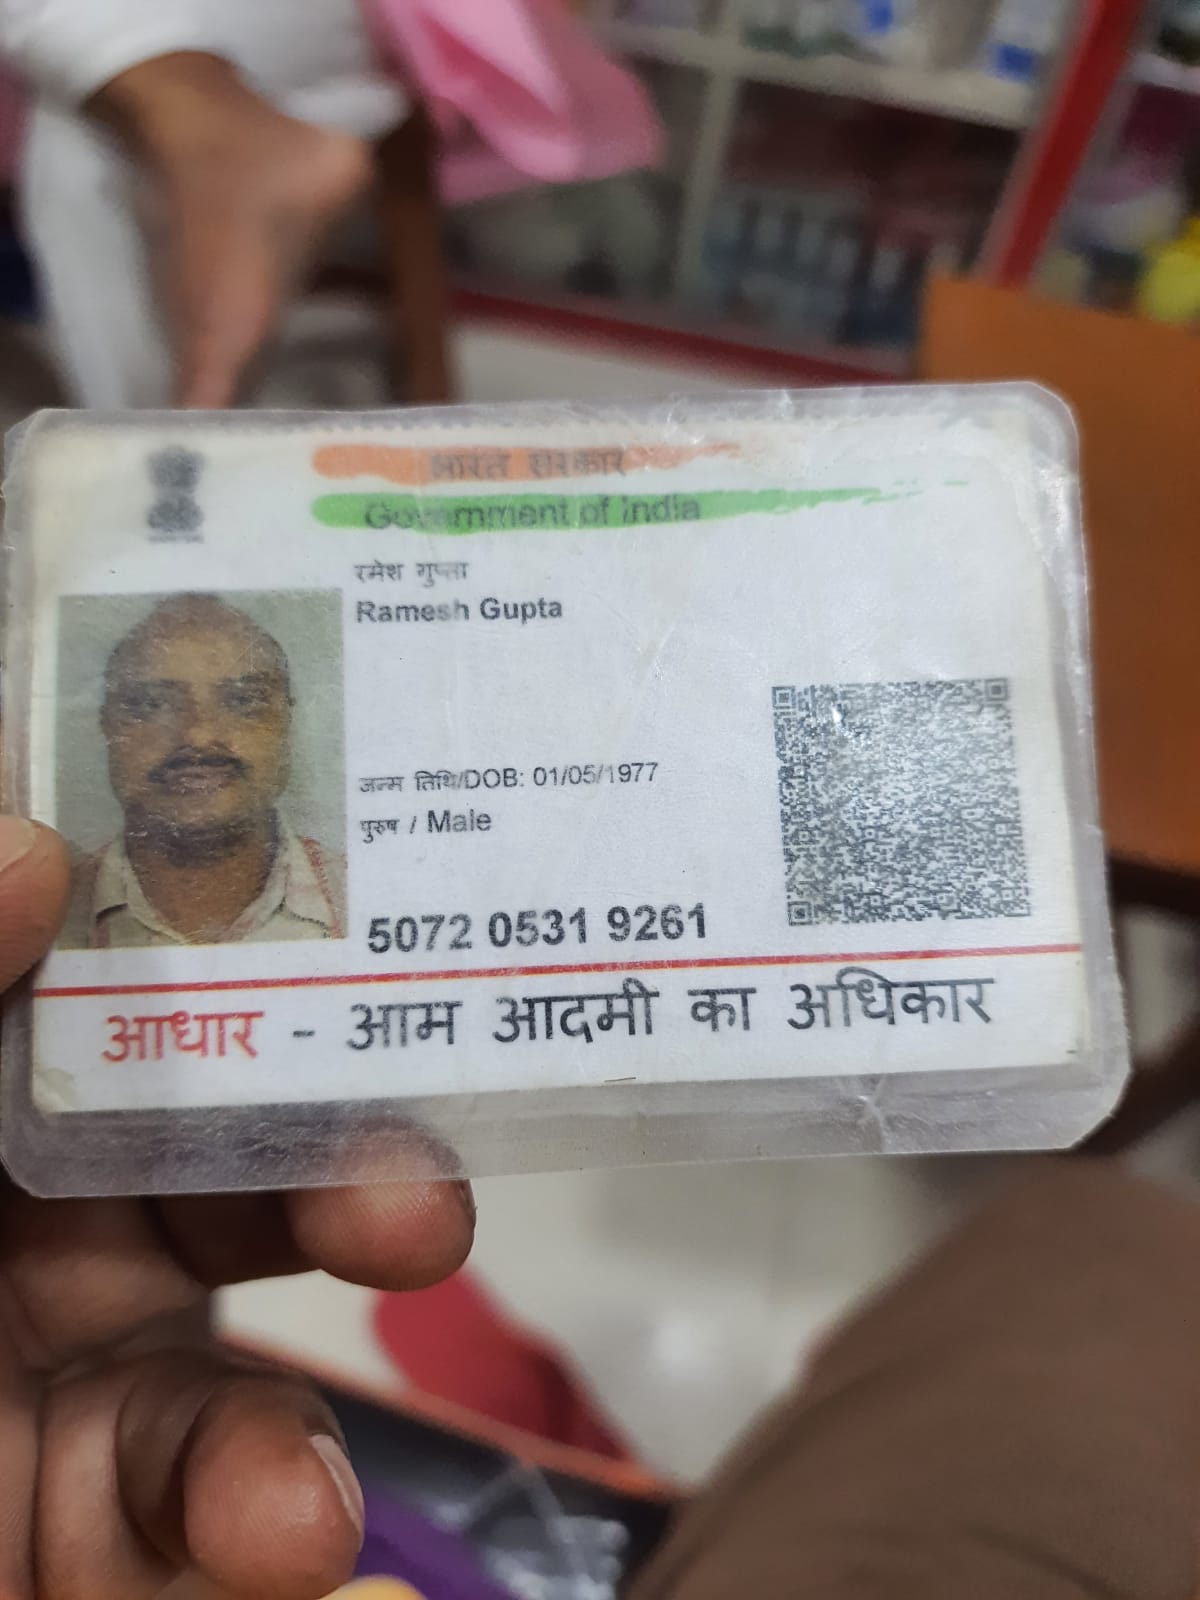 भारत सरकार
Government of India
रमेश गुप्ता
Ramesh Gupta
जन्म तिथि/DOB: 01/05/1977
पुरुष / Male
5072 0531 9261
आधार - आम आदमी का अधिकार